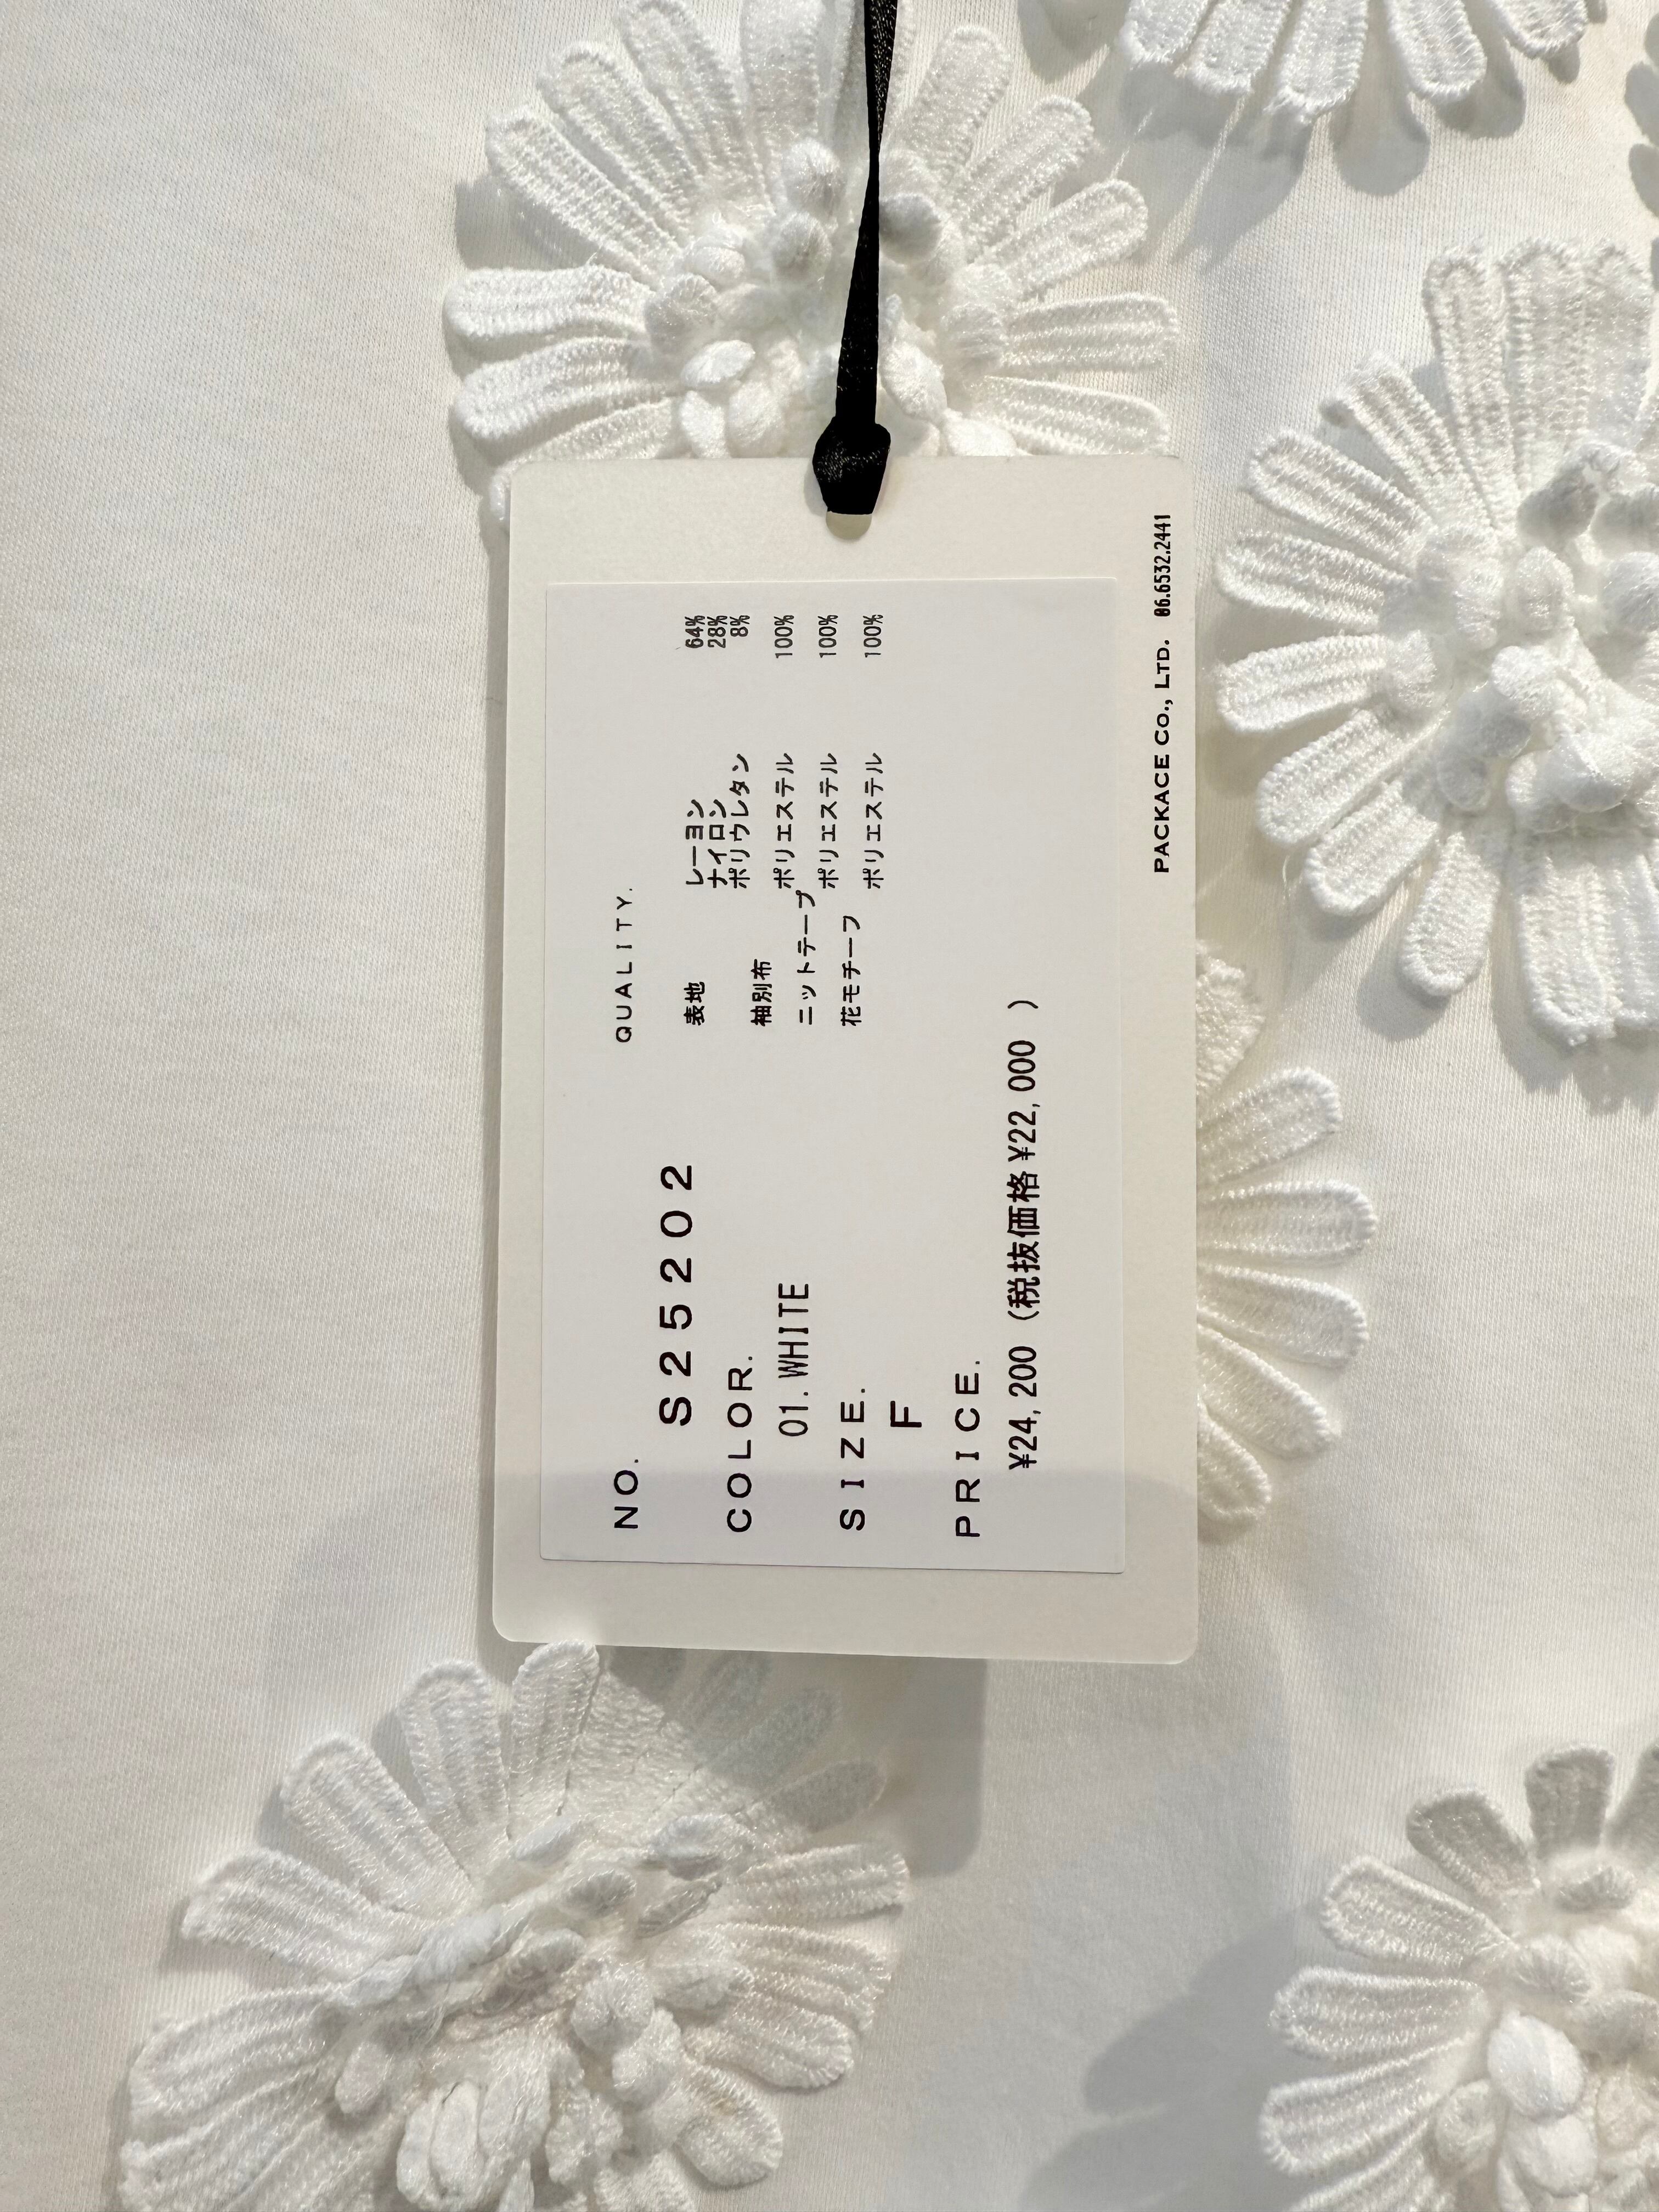 NO.
S25202
COLOR.
01. WHITE
SIZE.
F
PRICE.
¥24, 200 (税抜価格 ¥22, 000 )
QUALITY.
表地 レーヨン 64%
ナイロン 28%
ポリウレタン 8%
袖別布
ポリエステル 100%
ニットテープ
ポリエステル 100%
花モチーフ
ポリエステル 100%
PACKACE CO., LTD. 06.6532.2441